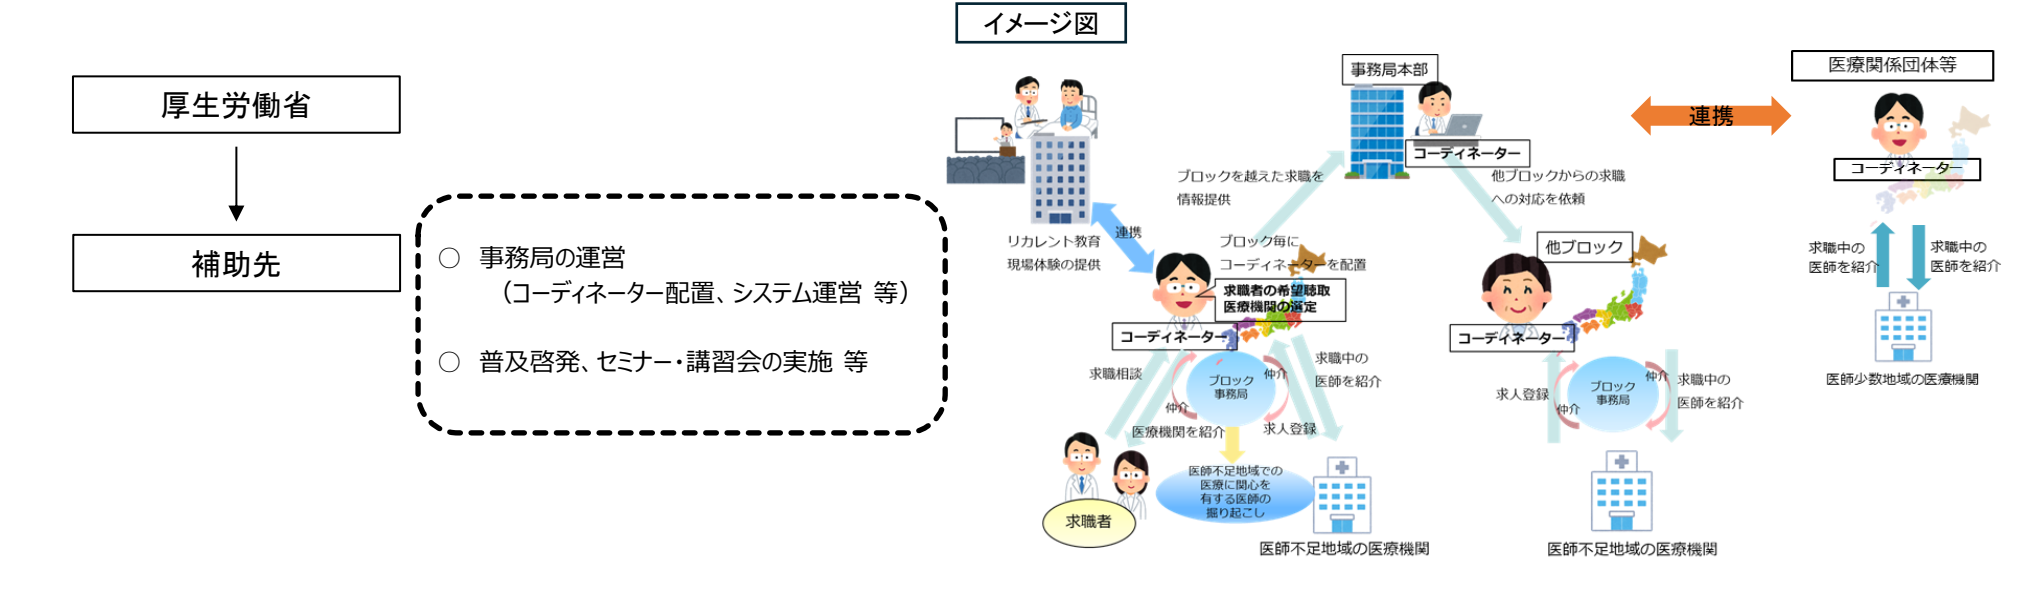 イメージ図
厚生労働省
補助先
○ 事務局の運営
（コーディネーター配置、システム運営 等）
○ 普及啓発、セミナー・講習会の実施 等
リカレント教育
現場体験の提供
連携
事務局本部
コーディネーター
ブロックを越えた求職を
情報提供
他ブロックからの求職
への対応を依頼
ブロック毎に
コーディネーターを配置
求職者の希望聴取
医療機関の選定
コーディネーター
求職相談
ブロック
事務局
仲介
仲介
医療機関を紹介
求人登録
求職中の
医師を紹介
求職者
医師不足地域での
医療に関心を
有する医師の
掘り起こし
医師不足地域の医療機関
他ブロック
コーディネーター
求人登録
ブロック
事務局
仲介
仲介
求職中の
医師を紹介
医師不足地域の医療機関
連携
医療関係団体等
コーディネーター
求職中の
医師を紹介
求職中の
医師を紹介
医師少数地域の医療機関